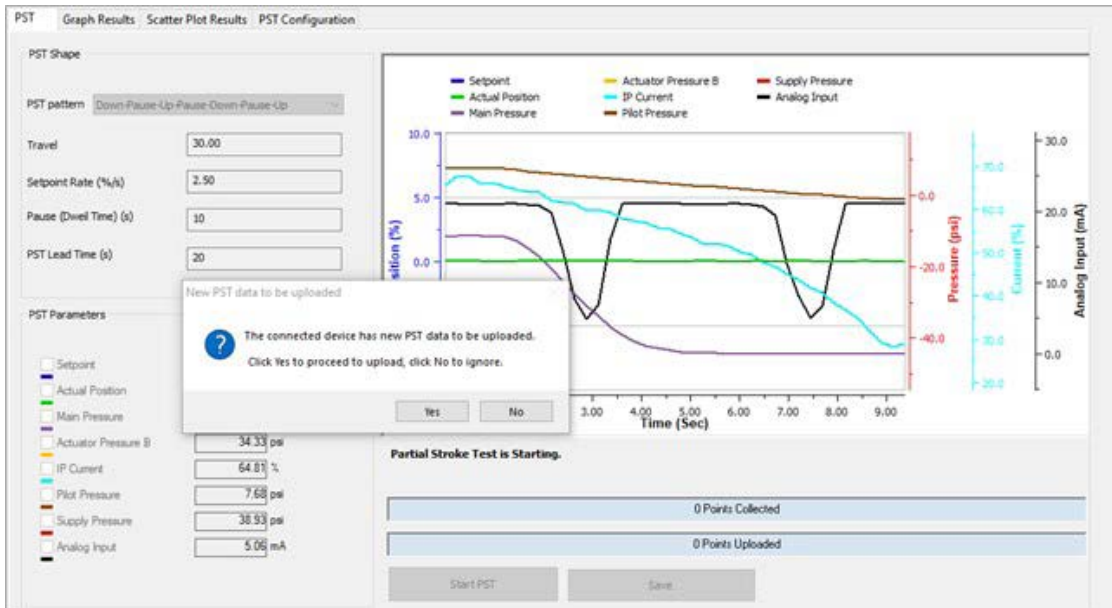 PST Graph Results Scatter Plot Results PST Configuration
PST Shape
PST pattern Down-Pause-Up-Pause-Down-Pause-Up
Travel 30.00
Setpoint Rate (%/s) 2.50
Pause (Dwell Time) (s) 10
PST Lead Time (s) 20
Setpoint Actuator Pressure B Supply Pressure
Actual Position IP Current Analog Input
Main Pressure Pilot Pressure
10.0
5.0
0.0
sition (%)
0.0
-20.0
-40.0
Pressure (psi)
70.0
60.0
50.0
40.0
30.0
20.0
Current (%)
30.0
20.0
10.0
0.0
Analog Input (mA)
3.00 4.00 5.00 6.00 7.00 8.00 9.00
Time (Sec)
New PST data to be uploaded
The connected device has new PST data to be uploaded.
Click Yes to proceed to upload, click No to ignore.
Yes No
PST Parameters
Setpoint
Actual Position
Main Pressure
Actuator Pressure B 34.33 psi
IP Current 64.81 %
Pilot Pressure 7.68 psi
Supply Pressure 38.93 psi
Analog Input 5.06 mA
Partial Stroke Test is Starting.
0 Points Collected
0 Points Uploaded
Start PST Save